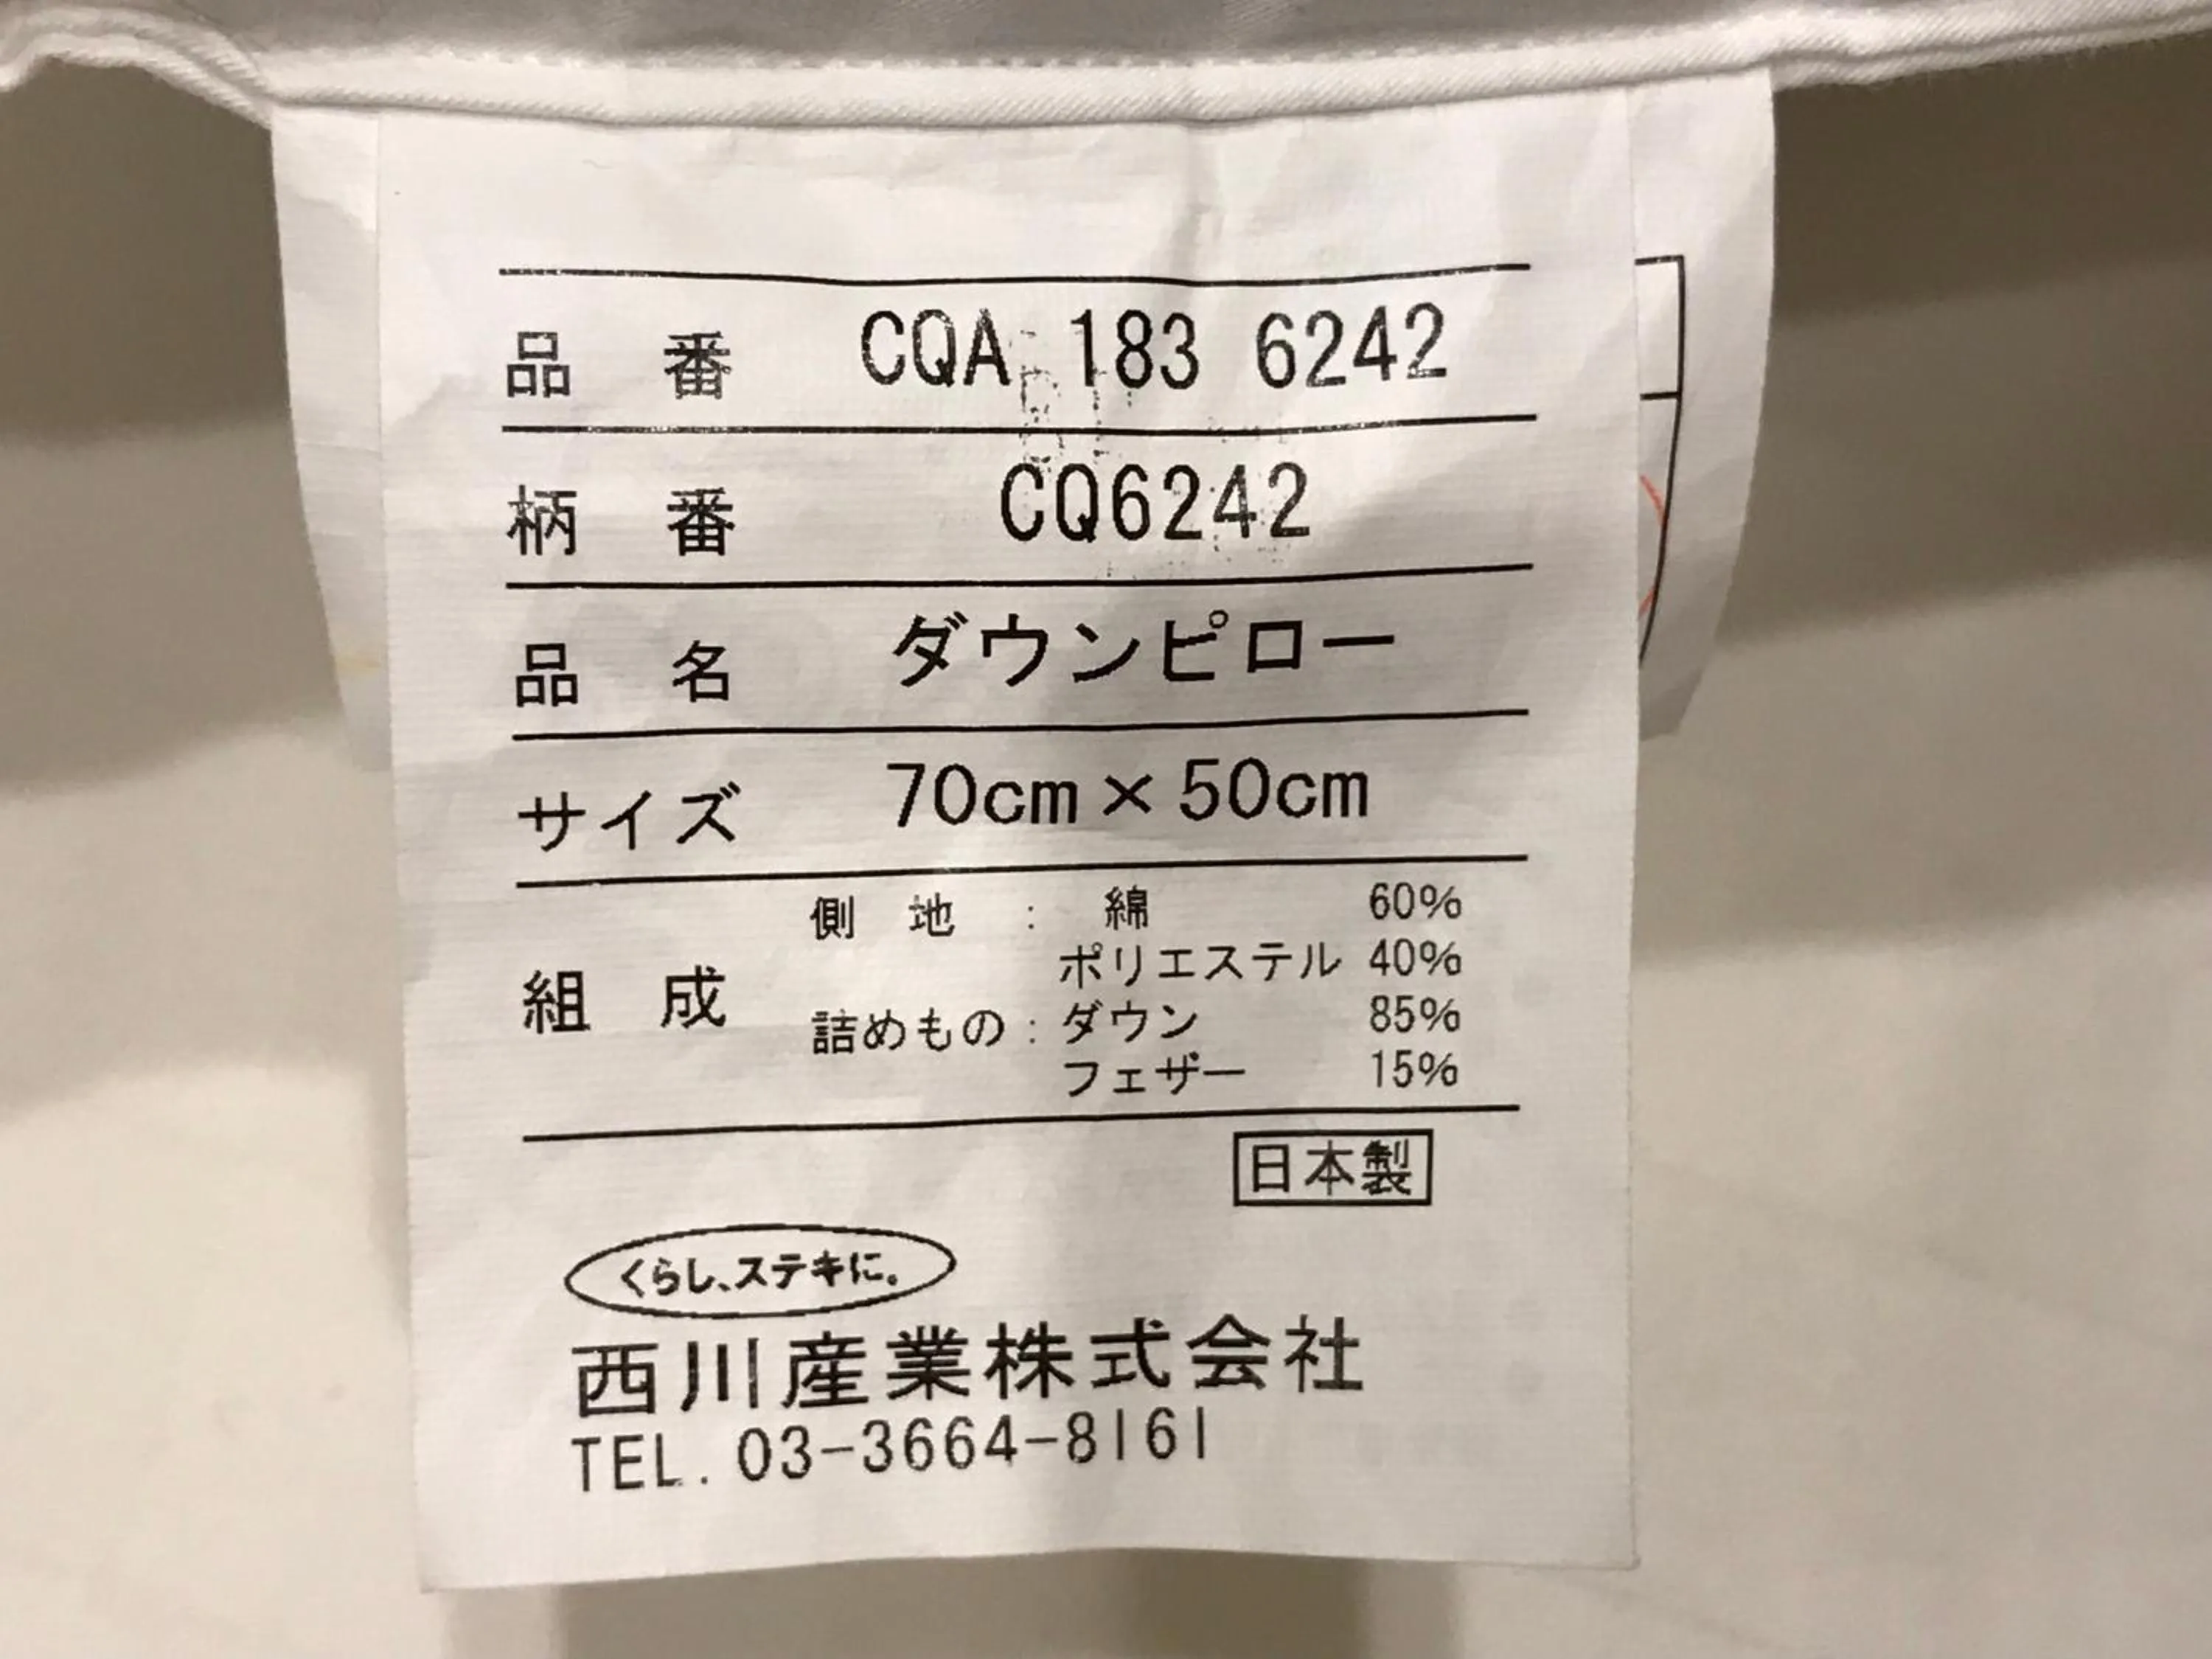 品番 CQA 183 6242
柄番 CQ6242
品名 ダウンピロー
サイズ 70cm×50cm
組成 側地: 綿 60%
ポリエステル 40%
詰めもの:ダウン 85%
フェザー 15%
日本製
くらし、ステキに。
西川産業株式会社
TEL. 03-3664-8161